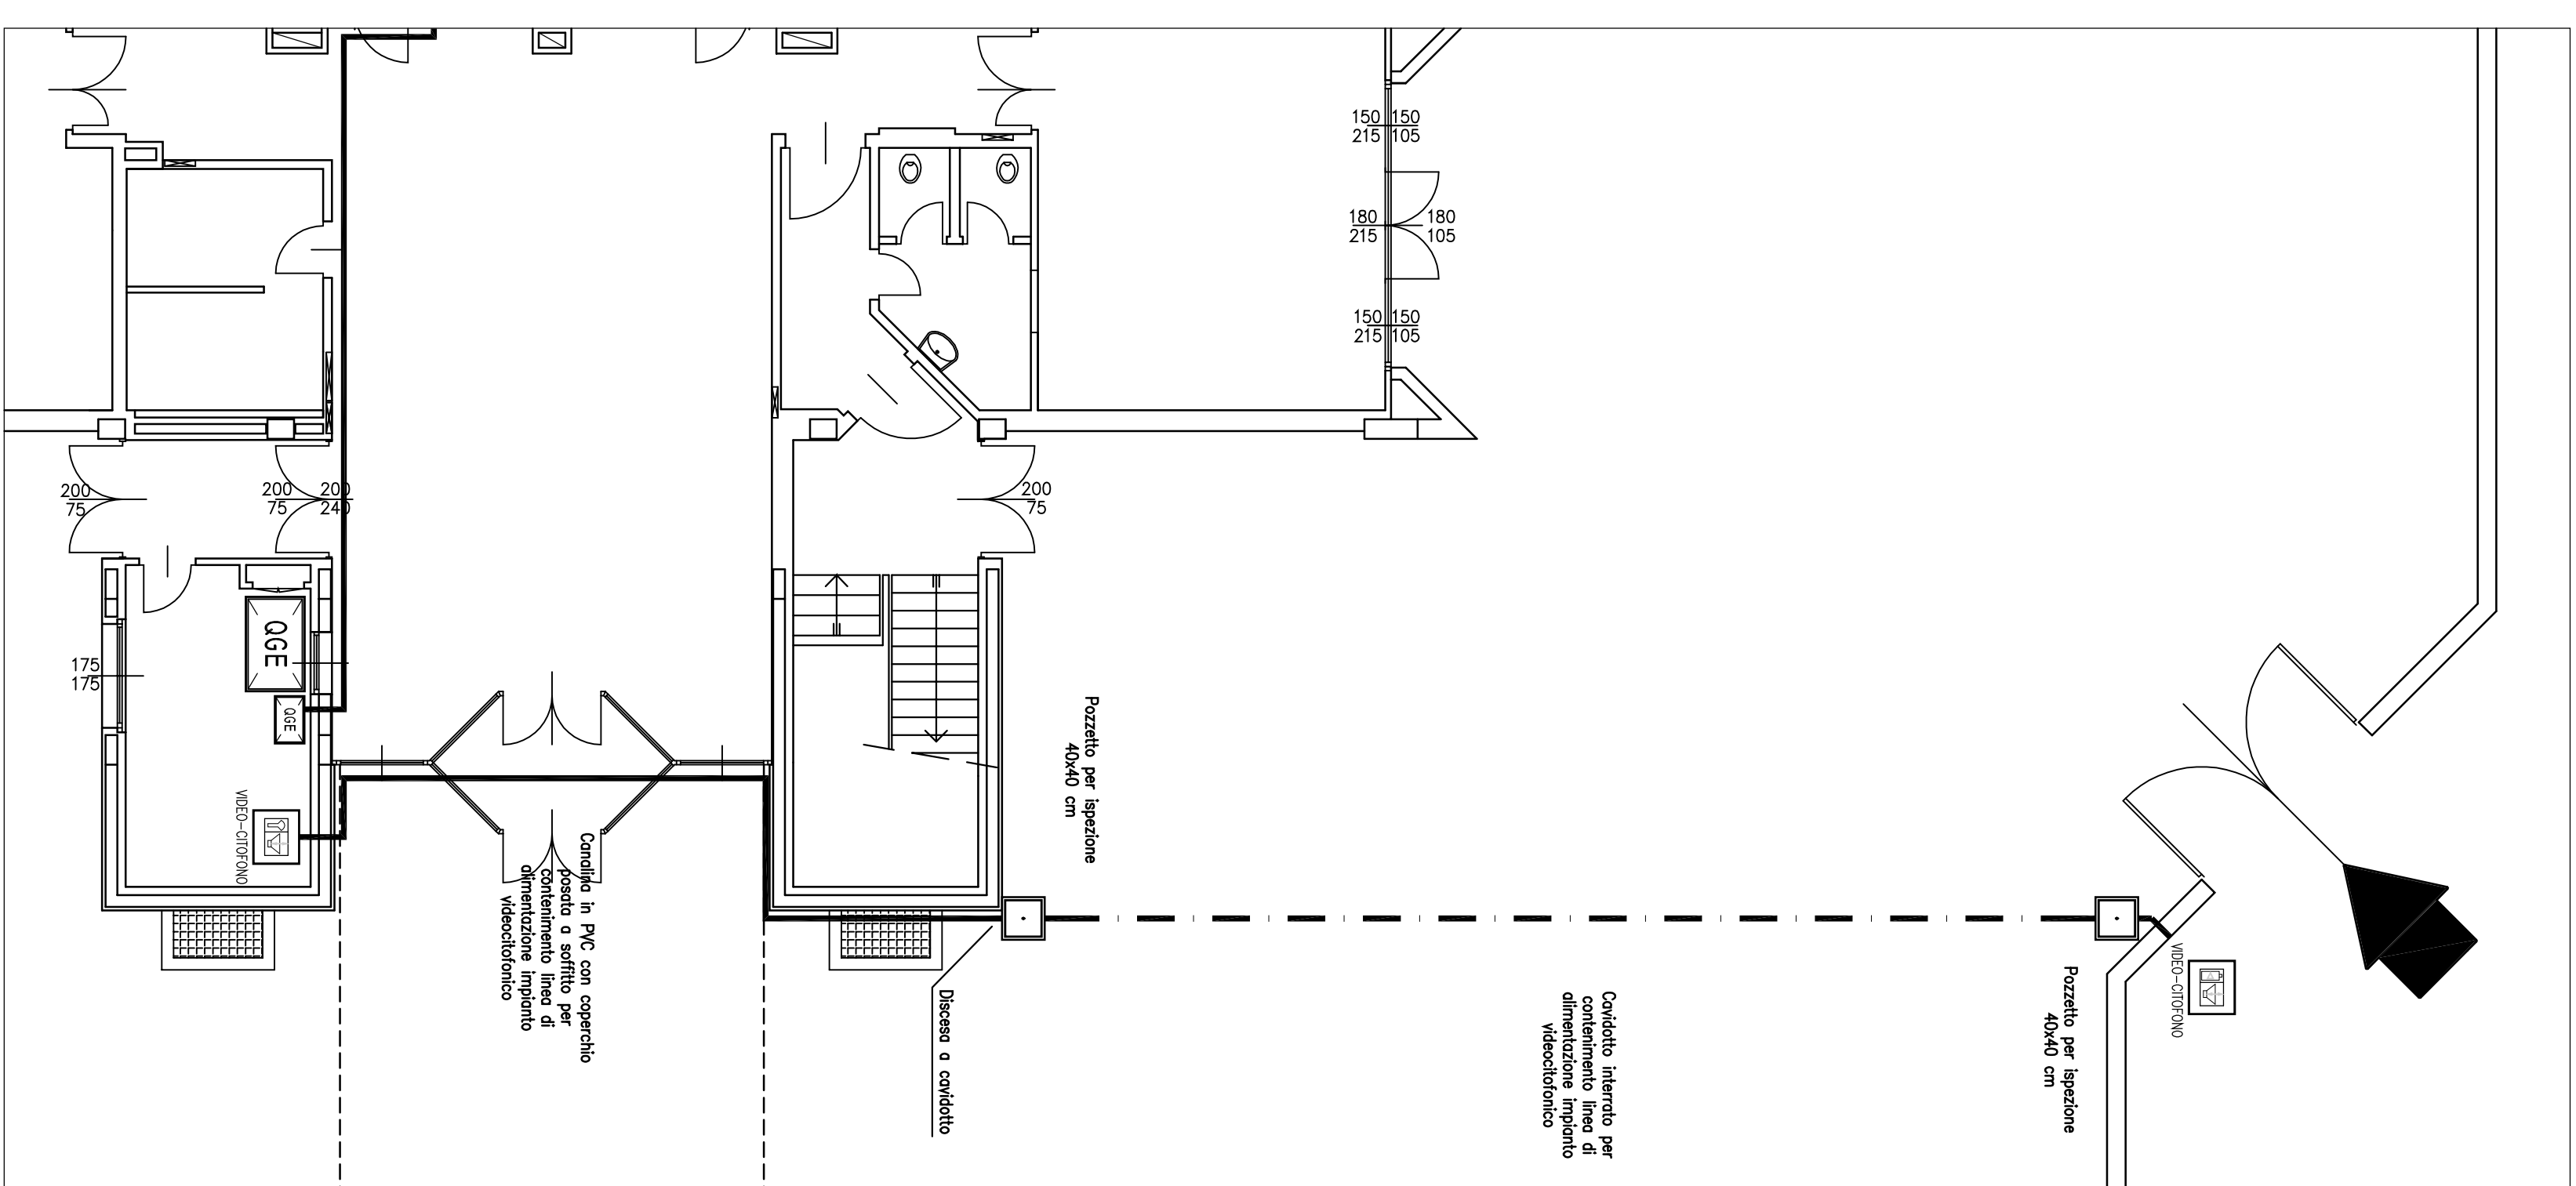 150 150
215 105
180 180
215 105
150 150
215 105
200
75
200
75
200
240
200
75
175
175
QGE
QGE
VIDEO-CITOFONO
Canalina in PVC con coperchio
posata a soffitto per
contenimento linea di
alimentazione impianto
videocitofonico
Pozzetto per ispezione
40x40 cm
Discesa a cavidotto
Cavidotto interrato per
contenimento linea di
alimentazione impianto
videocitofonico
Pozzetto per ispezione
40x40 cm
VIDEO-CITOFONO